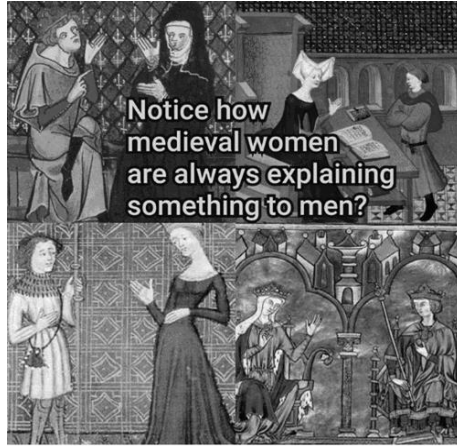 Notice how
medieval women
are always explaining
something to men?